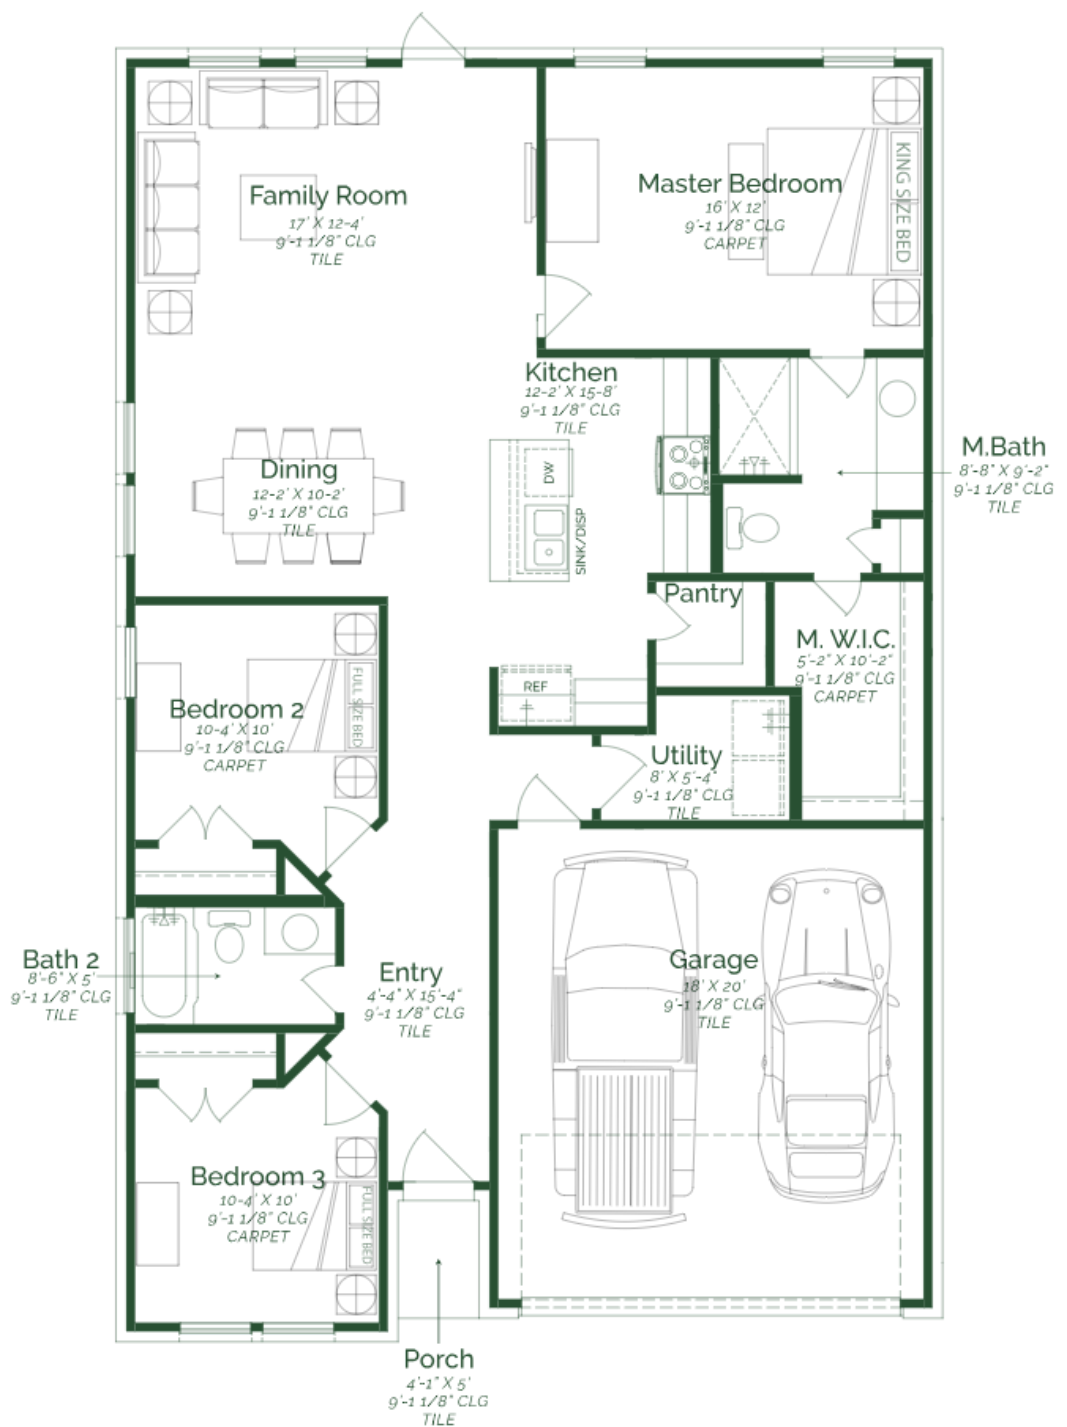 Family Room
17' X 12-4'
9'-1 1/8" CLG
TILE
Master Bedroom
16' X 12'
9'-1 1/8" CLG
CARPET
KING SIZE BED
Kitchen
12-2' X 15-8'
9'-1 1/8" CLG
TILE
DW
SINK/DISP
M.Bath
8'-8" X 9'-2"
9'-1 1/8" CLG
TILE
Dining
12-2' X 10-2'
9'-1 1/8" CLG
TILE
Pantry
M. W.I.C.
5'-2" X 10'-2"
9'-1 1/8" CLG
CARPET
REF
Bedroom 2
10-4' X 10'
9'-1 1/8" CLG
CARPET
FULL SIZE BED
Utility
8' X 5'-4"
9'-1 1/8" CLG
TILE
Bath 2
8'-6" X 5'
9'-1 1/8" CLG
TILE
Entry
4'-4" X 15'-4"
9'-1 1/8" CLG
TILE
Garage
18' X 20'
9'-1 1/8" CLG
TILE
Bedroom 3
10-4' X 10'
9'-1 1/8" CLG
CARPET
FULL SIZE BED
Porch
4'-1" X 5'
9'-1 1/8" CLG
TILE